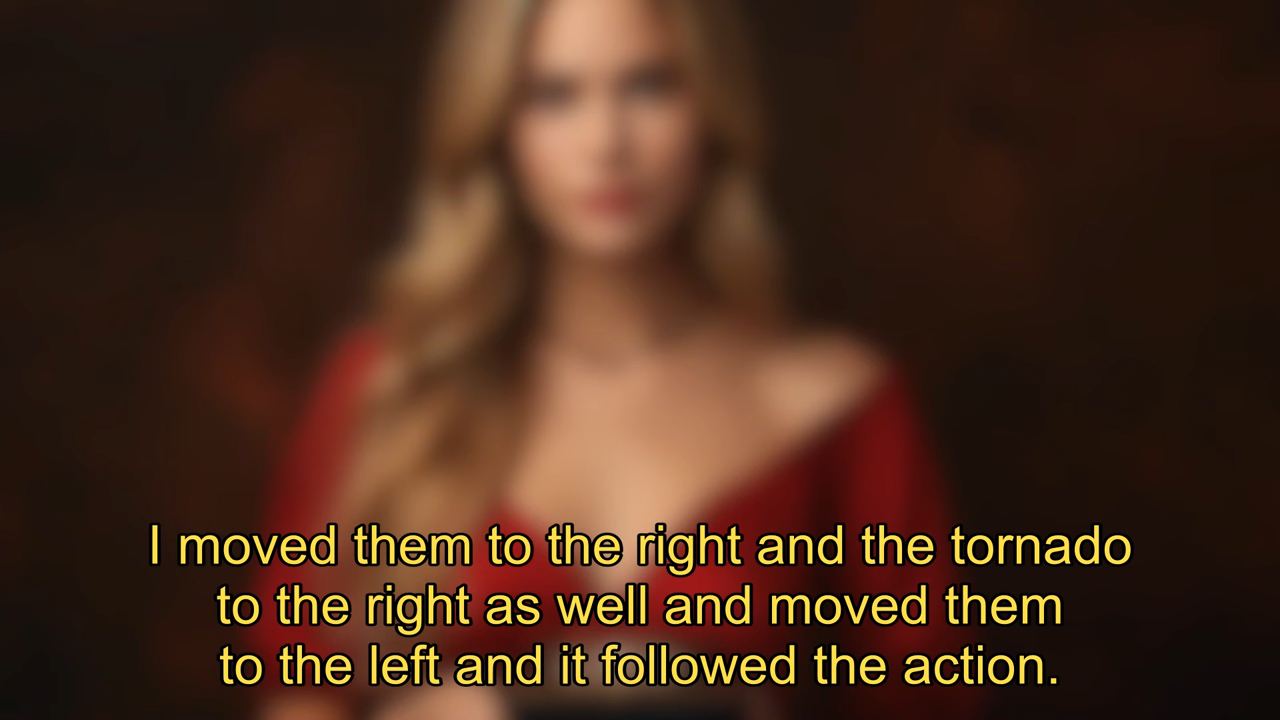 I moved them to the right and the tornado
to the right as well and moved them
to the left and it followed the action.